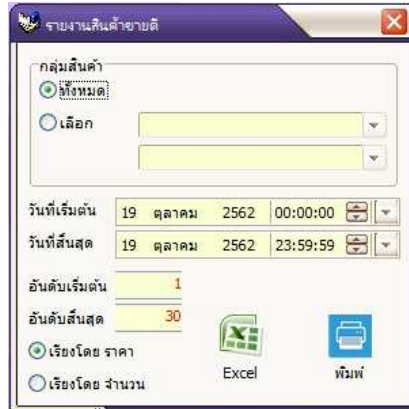 รายงานสินค้าขายดี
กลุ่มสินค้า
ทั้งหมด
เลือก
วันที่เริ่มต้น 19 ตุลาคม 2562 00:00:00
วันที่สิ้นสุด 19 ตุลาคม 2562 23:59:59
อันดับเริ่มต้น 1
อันดับสิ้นสุด 30
เรียงโดย ราคา
เรียงโดย จำนวน
Excel พิมพ์